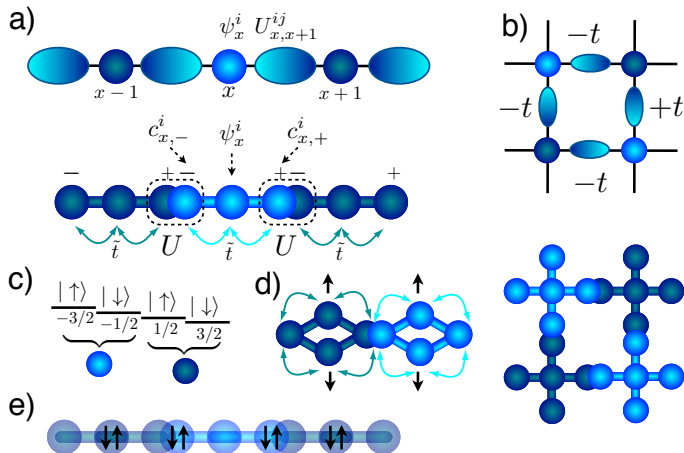 a)
ψ_x^i U_{x,x+1}^{ij}
x − 1
x
x + 1
c_{x,−}^i
ψ_x^i
c_{x,+}^i
− + − + − +
t̃ U t̃ U t̃
b)
−t
−t +t
−t
c)
|↑⟩ |↓⟩ |↑⟩ |↓⟩
−3/2 −1/2 1/2 3/2
d)
e)